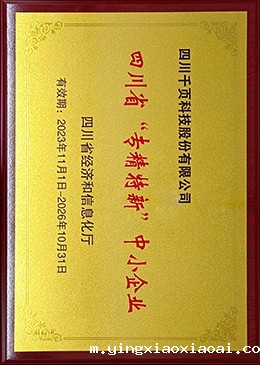 四川千页科技股份有限公司
四川省“专精特新”中小企业
四川省经济和信息化厅
有效期：2023年11月1日-2026年10月31日
m.yingxiaoxiaoai.co